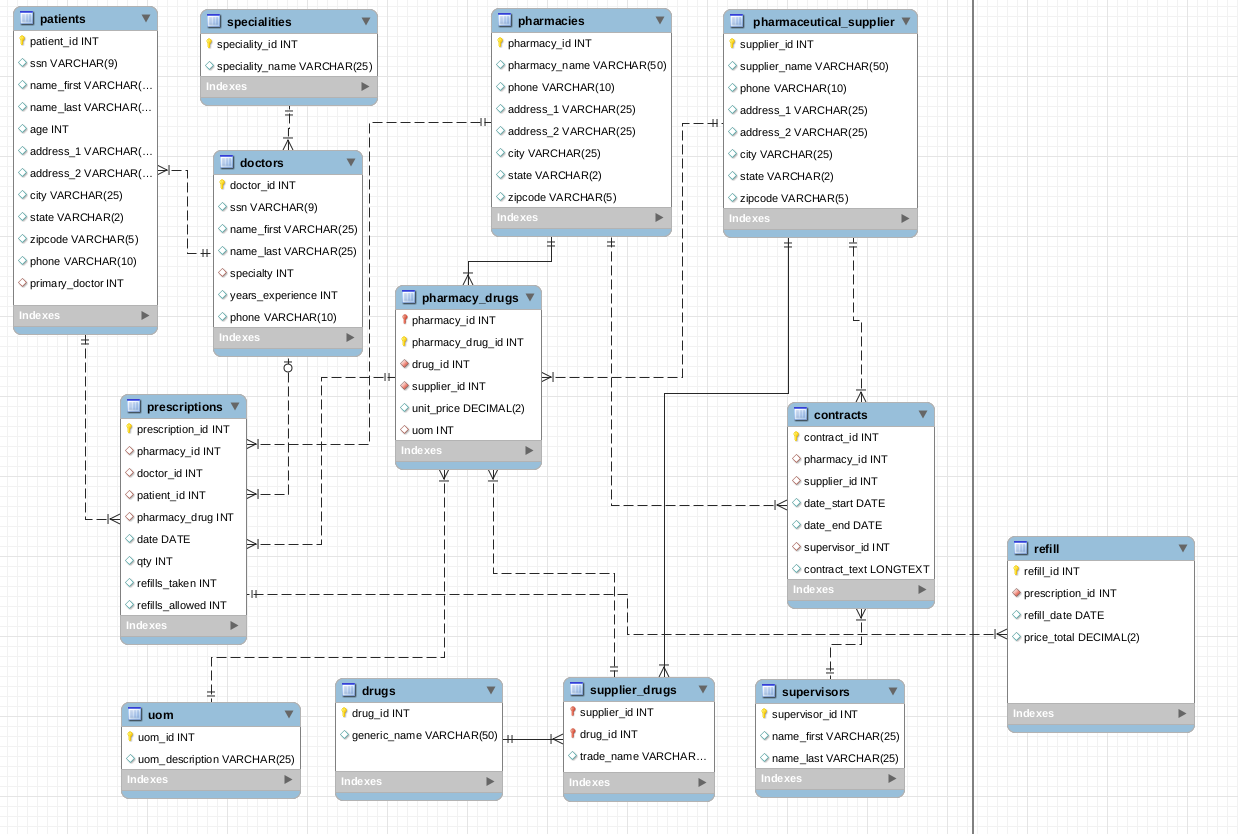 patients
patient_id INT
ssn VARCHAR(9)
name_first VARCHAR(...
name_last VARCHAR(...
age INT
address_1 VARCHAR(...
address_2 VARCHAR(...
city VARCHAR(25)
state VARCHAR(2)
zipcode VARCHAR(5)
phone VARCHAR(10)
primary_doctor INT
Indexes
specialities
speciality_id INT
speciality_name VARCHAR(25)
Indexes
doctors
doctor_id INT
ssn VARCHAR(9)
name_first VARCHAR(25)
name_last VARCHAR(25)
specialty INT
years_experience INT
phone VARCHAR(10)
Indexes
pharmacies
pharmacy_id INT
pharmacy_name VARCHAR(50)
phone VARCHAR(10)
address_1 VARCHAR(25)
address_2 VARCHAR(25)
city VARCHAR(25)
state VARCHAR(2)
zipcode VARCHAR(5)
Indexes
pharmaceutical_supplier
supplier_id INT
supplier_name VARCHAR(50)
phone VARCHAR(10)
address_1 VARCHAR(25)
address_2 VARCHAR(25)
city VARCHAR(25)
state VARCHAR(2)
zipcode VARCHAR(5)
Indexes
pharmacy_drugs
pharmacy_id INT
pharmacy_drug_id INT
drug_id INT
supplier_id INT
unit_price DECIMAL(2)
uom INT
Indexes
prescriptions
prescription_id INT
pharmacy_id INT
doctor_id INT
patient_id INT
pharmacy_drug INT
date DATE
qty INT
refills_taken INT
refills_allowed INT
Indexes
contracts
contract_id INT
pharmacy_id INT
supplier_id INT
date_start DATE
date_end DATE
supervisor_id INT
contract_text LONGTEXT
Indexes
refill
refill_id INT
prescription_id INT
refill_date DATE
price_total DECIMAL(2)
Indexes
uom
uom_id INT
uom_description VARCHAR(25)
Indexes
drugs
drug_id INT
generic_name VARCHAR(50)
Indexes
supplier_drugs
supplier_id INT
drug_id INT
trade_name VARCHAR...
Indexes
supervisors
supervisor_id INT
name_first VARCHAR(25)
name_last VARCHAR(25)
Indexes